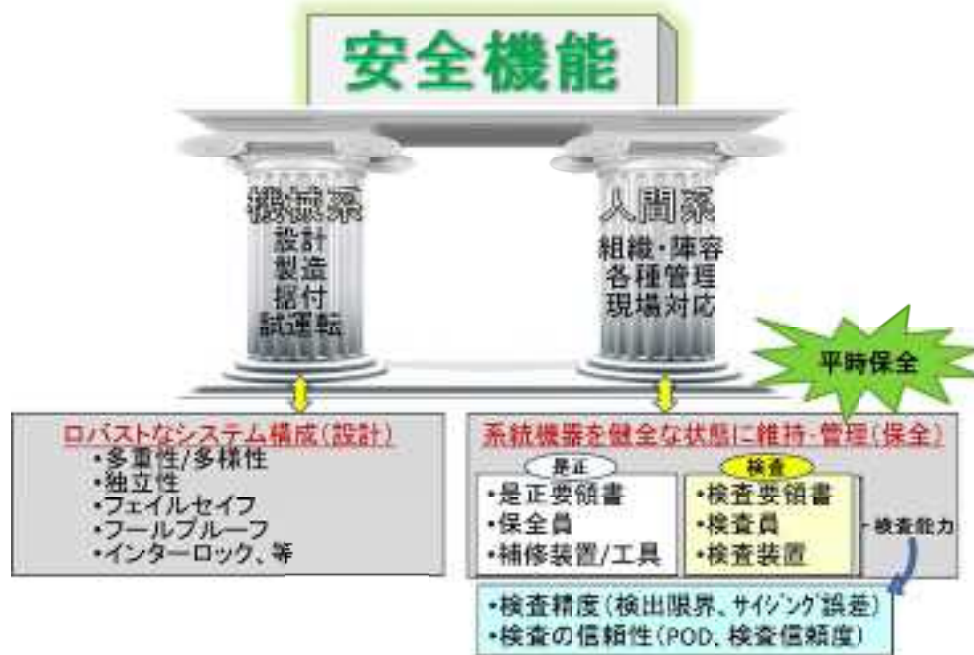 安全機能
機械系
設計
製造
据付
試運転
人間系
組織・陣容
各種管理
現場対応
平時保全
ロバストなシステム構成(設計)
・多重性/多様性
・独立性
・フェイルセイフ
・フールプルーフ
・インターロック、等
系統機器を健全な状態に維持・管理(保全)
是正
・是正要領書
・保全員
・補修装置/工具
検査
・検査要領書
・検査員
・検査装置
検査能力
・検査精度(検出限界、サイジング誤差)
・検査の信頼性(POD、検査信頼度)